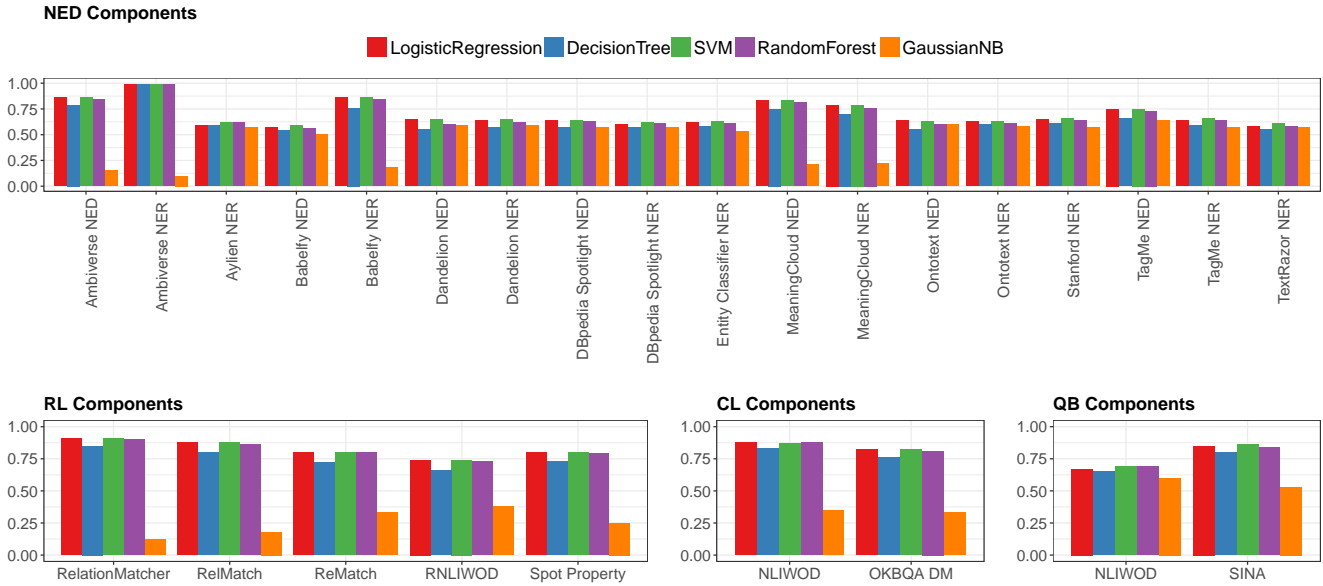 NED Components
LogisticRegression DecisionTree SVM RandomForest GaussianNB
1.00
0.75
0.50
0.25
0.00
Ambiverse NED
Ambiverse NER
Aylien NER
Babelfy NED
Babelfy NER
Dandelion NED
Dandelion NER
DBpedia Spotlight NED
DBpedia Spotlight NER
Entity Classifier NER
MeaningCloud NED
MeaningCloud NER
Ontotext NED
Ontotext NER
Stanford NER
TagMe NED
TagMe NER
TextRazor NER
RL Components
1.00
0.75
0.50
0.25
0.00
RelationMatcher RelMatch ReMatch RNLIWOD Spot Property
CL Components
1.00
0.75
0.50
0.25
0.00
NLIWOD OKBQA DM
QB Components
1.00
0.75
0.50
0.25
0.00
NLIWOD SINA